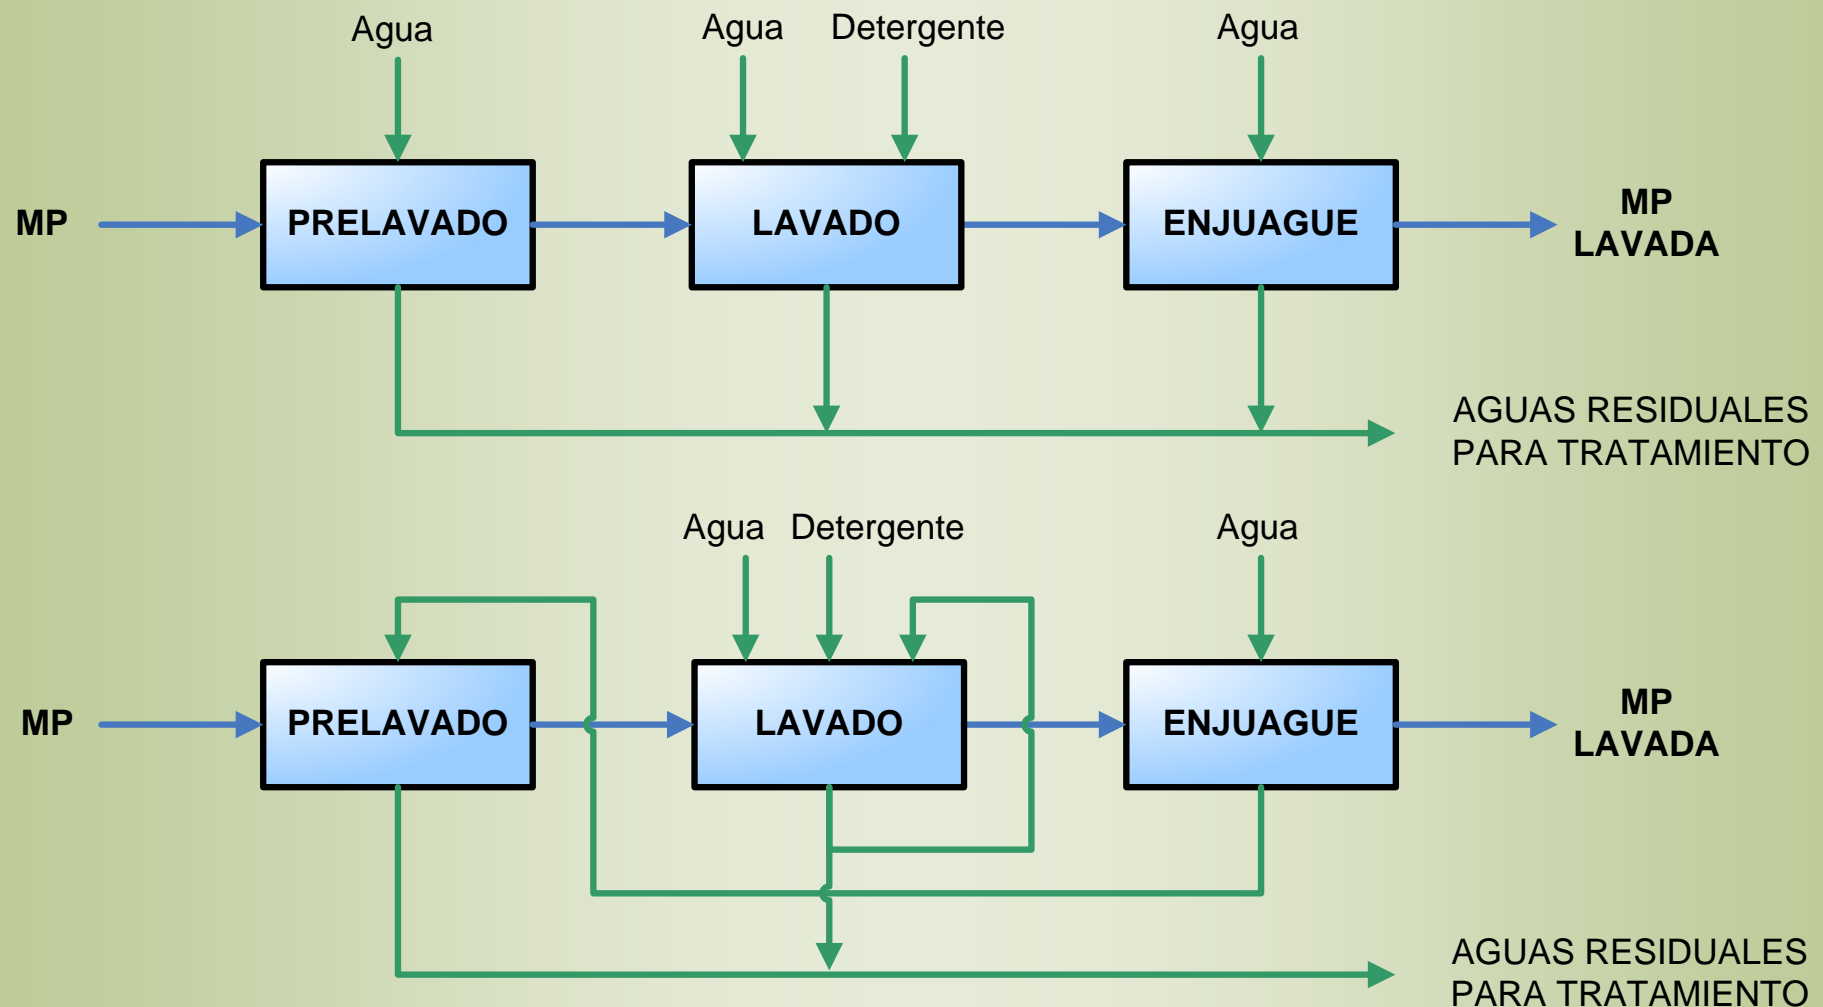 Agua
Agua
Detergente
Agua
MP
PRELAVADO
LAVADO
ENJUAGUE
MP
LAVADA
AGUAS RESIDUALES
PARA TRATAMIENTO
Agua
Detergente
Agua
MP
PRELAVADO
LAVADO
ENJUAGUE
MP
LAVADA
AGUAS RESIDUALES
PARA TRATAMIENTO